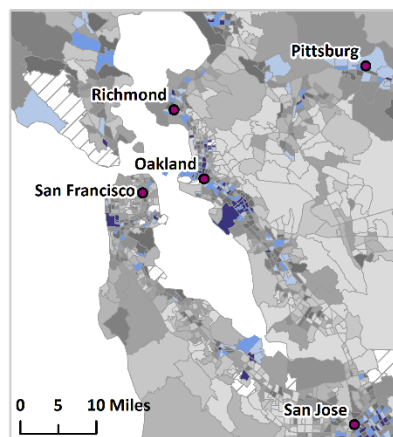 Pittsburg
Richmond
Oakland
San Francisco
San Jose
0 5 10 Miles